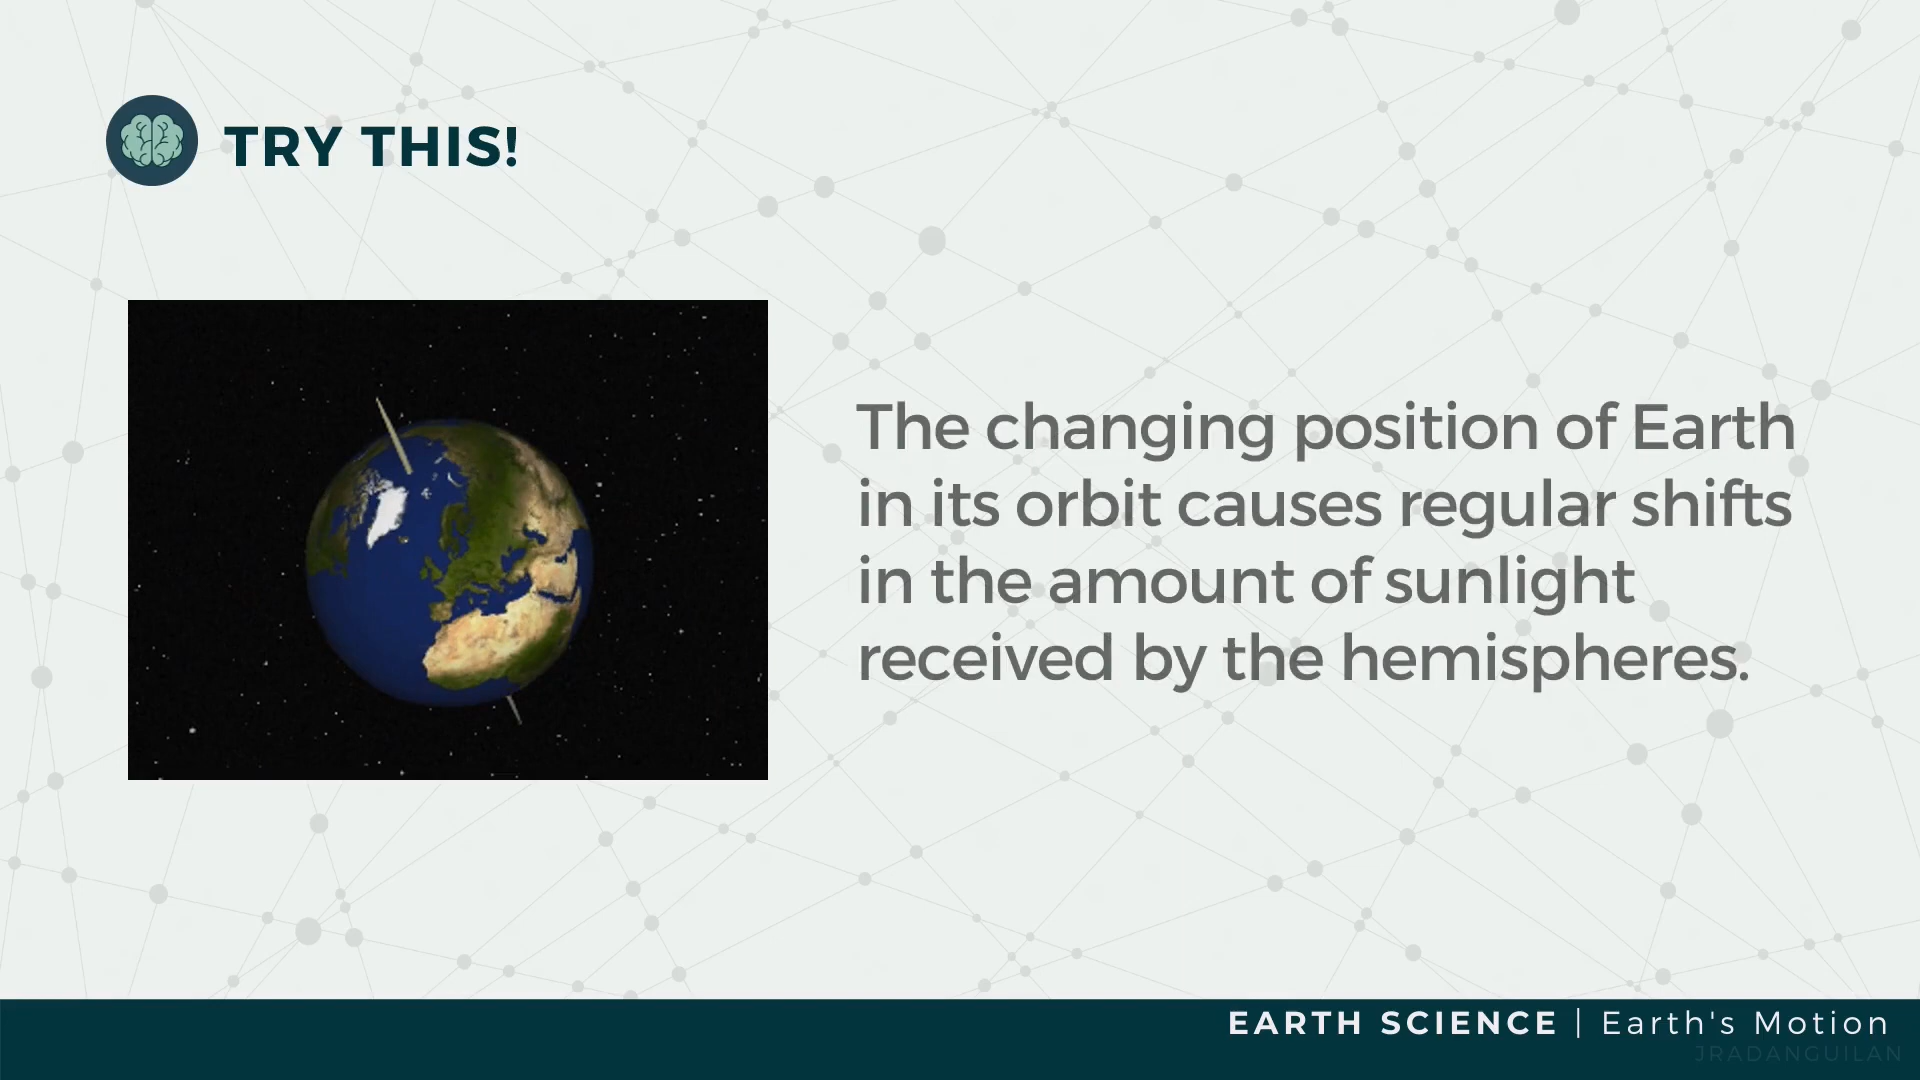 TRY THIS!
The changing position of Earth
in its orbit causes regular shifts
in the amount of sunlight
received by the hemispheres.
EARTH SCIENCE | Earth's Motion
JRADANGUILAN